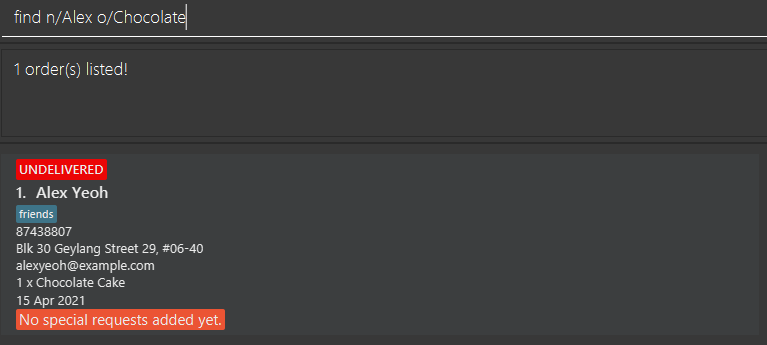 find n/Alex o/Chocolate
1 order(s) listed!
UNDELIVERED
1. Alex Yeoh
friends
87438807
Blk 30 Geylang Street 29, #06-40
alexyeoh@example.com
1 x Chocolate Cake
15 Apr 2021
No special requests added yet.